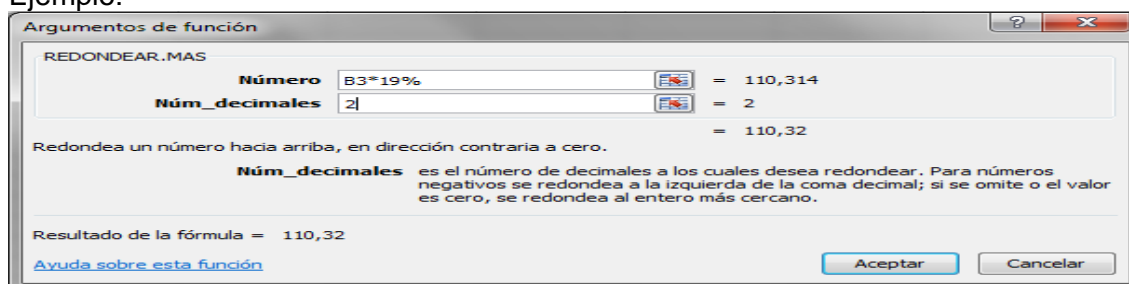 Ejemplo:
Argumentos de función
REDONDEAR.MAS
Número B3*19% = 110,314
Núm_decimales 2 = 2
= 110,32
Redondea un número hacia arriba, en dirección contraria a cero.
Núm_decimales es el número de decimales a los cuales desea redondear. Para números
negativos se redondea a la izquierda de la coma decimal; si se omite o el valor
es cero, se redondea al entero más cercano.
Resultado de la fórmula = 110,32
Ayuda sobre esta función Aceptar Cancelar